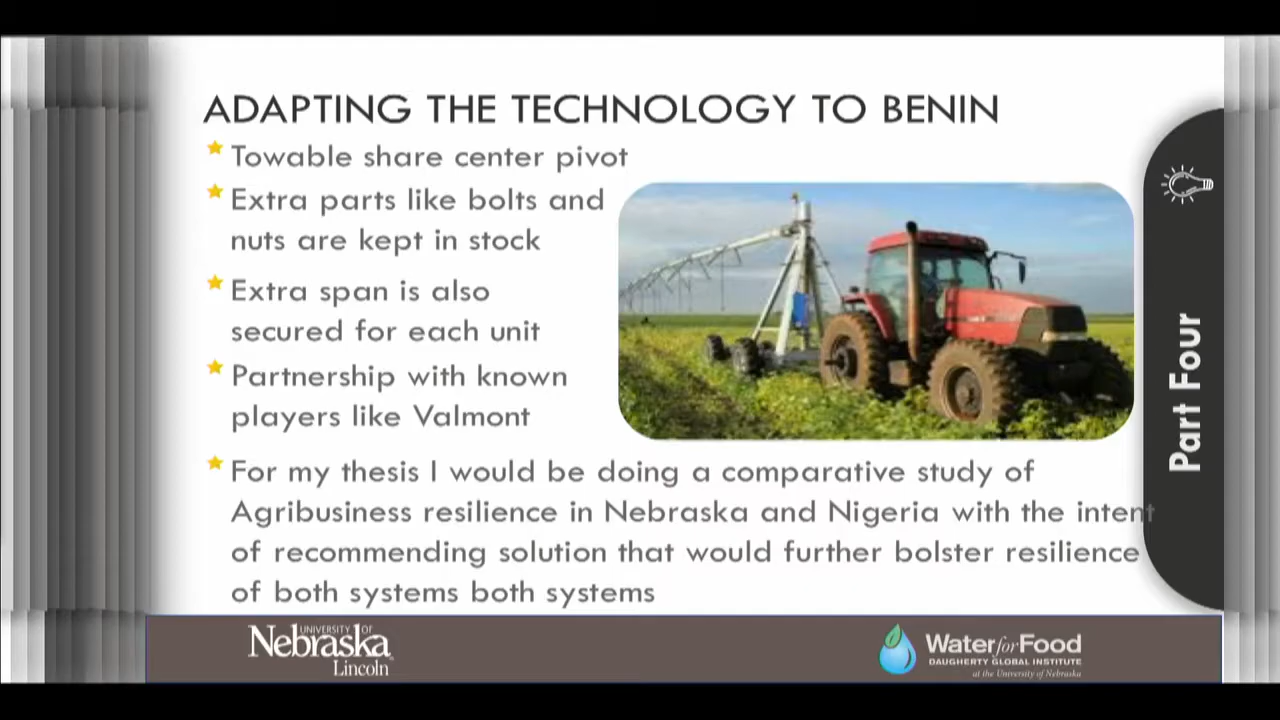 ADAPTING THE TECHNOLOGY TO BENIN
Towable share center pivot
Extra parts like bolts and
nuts are kept in stock
Extra span is also
secured for each unit
Partnership with known
players like Valmont
For my thesis I would be doing a comparative study of
Agribusiness resilience in Nebraska and Nigeria with the intent
of recommending solution that would further bolster resilience
of both systems both systems
Part Four
UNIVERSITY OF
Nebraska
Lincoln
Water for Food
DAUGHERTY GLOBAL INSTITUTE
at the University of Nebraska